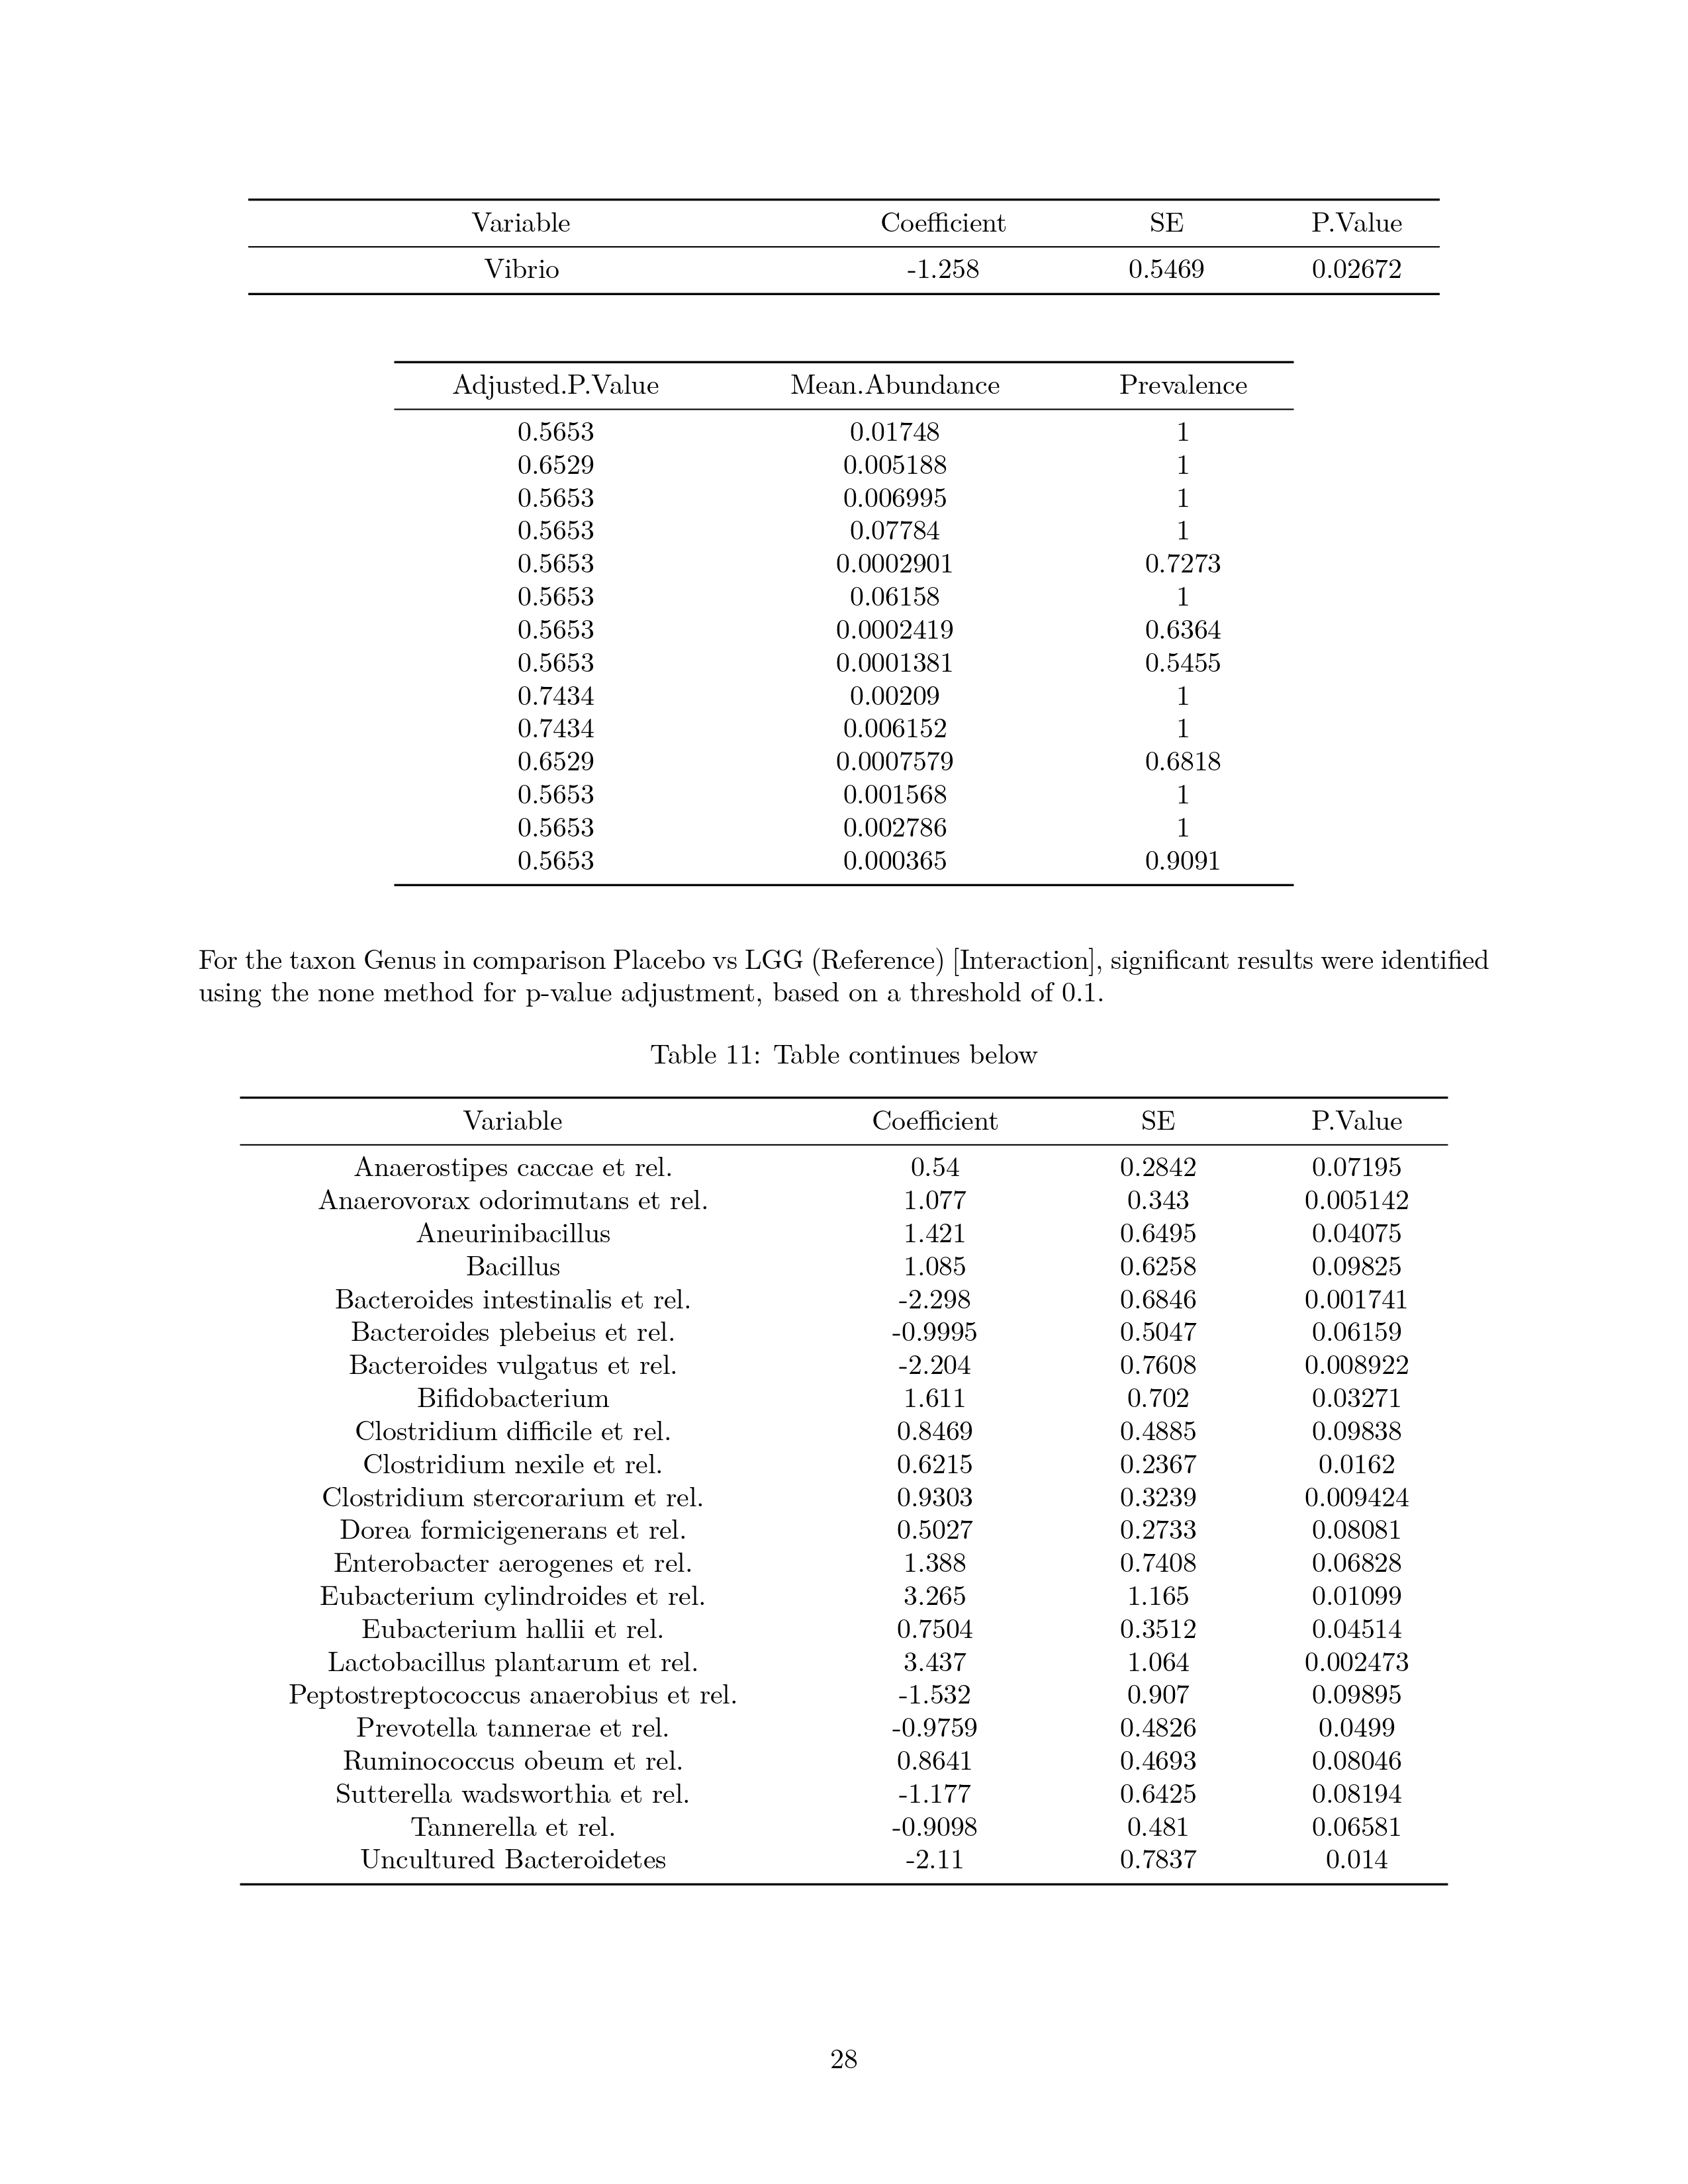 Variable Coefficient SE P.Value
Vibrio -1.258 0.5469 0.02672
Adjusted.P.Value Mean.Abundance Prevalence
0.5653 0.01748 1
0.6529 0.005188 1
0.5653 0.006995 1
0.5653 0.07784 1
0.5653 0.0002901 0.7273
0.5653 0.06158 1
0.5653 0.0002419 0.6364
0.5653 0.0001381 0.5455
0.7434 0.00209 1
0.7434 0.006152 1
0.6529 0.0007579 0.6818
0.5653 0.001568 1
0.5653 0.002786 1
0.5653 0.000365 0.9091
For the taxon Genus in comparison Placebo vs LGG (Reference) [Interaction], significant results were identified
using the none method for p-value adjustment, based on a threshold of 0.1.
Table 11: Table continues below
Variable Coefficient SE P.Value
Anaerostipes caccae et rel. 0.54 0.2842 0.07195
Anaerovorax odorimutans et rel. 1.077 0.343 0.005142
Aneurinibacillus 1.421 0.6495 0.04075
Bacillus 1.085 0.6258 0.09825
Bacteroides intestinalis et rel. -2.298 0.6846 0.001741
Bacteroides plebeius et rel. -0.9995 0.5047 0.06159
Bacteroides vulgatus et rel. -2.204 0.7608 0.008922
Bifidobacterium 1.611 0.702 0.03271
Clostridium difficile et rel. 0.8469 0.4885 0.09838
Clostridium nexile et rel. 0.6215 0.2367 0.0162
Clostridium stercorarium et rel. 0.9303 0.3239 0.009424
Dorea formicigenerans et rel. 0.5027 0.2733 0.08081
Enterobacter aerogenes et rel. 1.388 0.7408 0.06828
Eubacterium cylindroides et rel. 3.265 1.165 0.01099
Eubacterium hallii et rel. 0.7504 0.3512 0.04514
Lactobacillus plantarum et rel. 3.437 1.064 0.002473
Peptostreptococcus anaerobius et rel. -1.532 0.907 0.09895
Prevotella tannerae et rel. -0.9759 0.4826 0.0499
Ruminococcus obeum et rel. 0.8641 0.4693 0.08046
Sutterella wadsworthia et rel. -1.177 0.6425 0.08194
Tannerella et rel. -0.9098 0.481 0.06581
Uncultured Bacteroidetes -2.11 0.7837 0.014
28